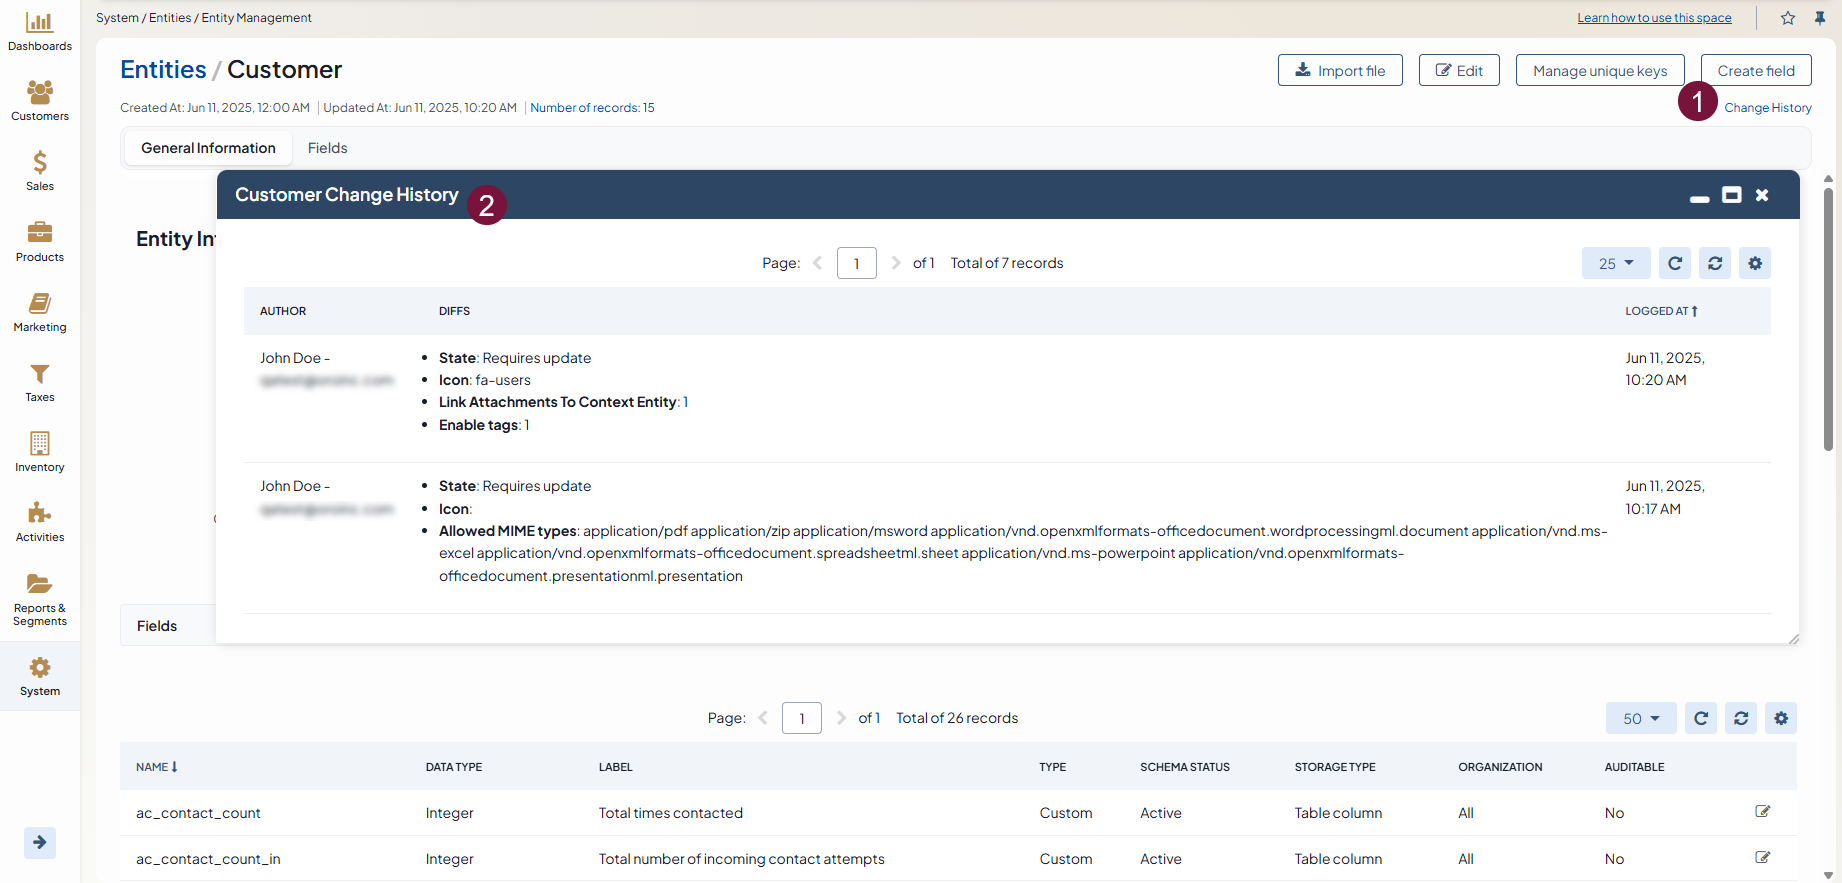 System / Entities / Entity Management
Learn how to use this space
Dashboards
Customers
Sales
Products
Marketing
Taxes
Inventory
Activities
Reports &
Segments
System
Entities / Customer
Import file
Edit
Manage unique keys
Create field
Created At: Jun 11, 2025, 12:00 AM | Updated At: Jun 11, 2025, 10:20 AM | Number of records: 15
1
Change History
General Information
Fields
Customer Change History
2
Entity In
Page: 1 of 1 Total of 7 records
25
AUTHOR DIFFS LOGGED AT
John Doe -
• State: Requires update
• Icon: fa-users
• Link Attachments To Context Entity: 1
• Enable tags: 1
Jun 11, 2025,
10:20 AM
John Doe -
• State: Requires update
• Icon:
• Allowed MIME types: application/pdf application/zip application/msword application/vnd.openxmlformats-officedocument.wordprocessingml.document application/vnd.ms-
excel application/vnd.openxmlformats-officedocument.spreadsheetml.sheet application/vnd.ms-powerpoint application/vnd.openxmlformats-
officedocument.presentationml.presentation
Jun 11, 2025,
10:17 AM
Fields
Page: 1 of 1 Total of 26 records
50
NAME DATA TYPE LABEL TYPE SCHEMA STATUS STORAGE TYPE ORGANIZATION AUDITABLE
ac_contact_count Integer Total times contacted Custom Active Table column All No
ac_contact_count_in Integer Total number of incoming contact attempts Custom Active Table column All No